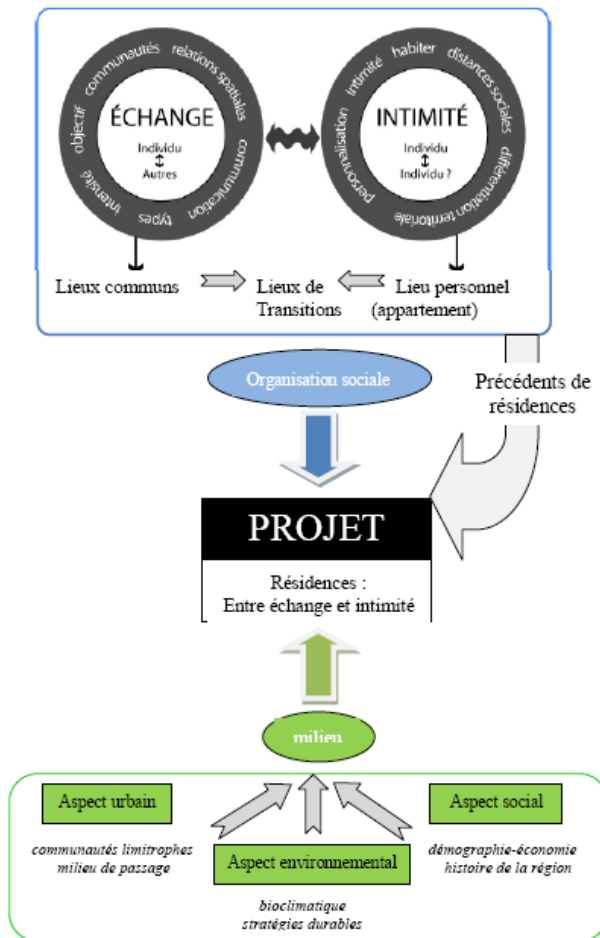 objectif communautés relations spatiales communication types intensité
ÉCHANGE
Individu
Autres
personnalisation intimité habiter distances sociales différentiation territoriale
INTIMITÉ
Individu
Individu ?
Lieux communs
Lieux de
Transitions
Lieu personnel
(appartement)
Organisation sociale
Précédents de
résidences
PROJET
Résidences :
Entre échange et intimité
milieu
Aspect urbain
communautés limitrophes
milieu de passage
Aspect environnemental
bioclimatique
stratégies durables
Aspect social
démographie-économie
histoire de la région